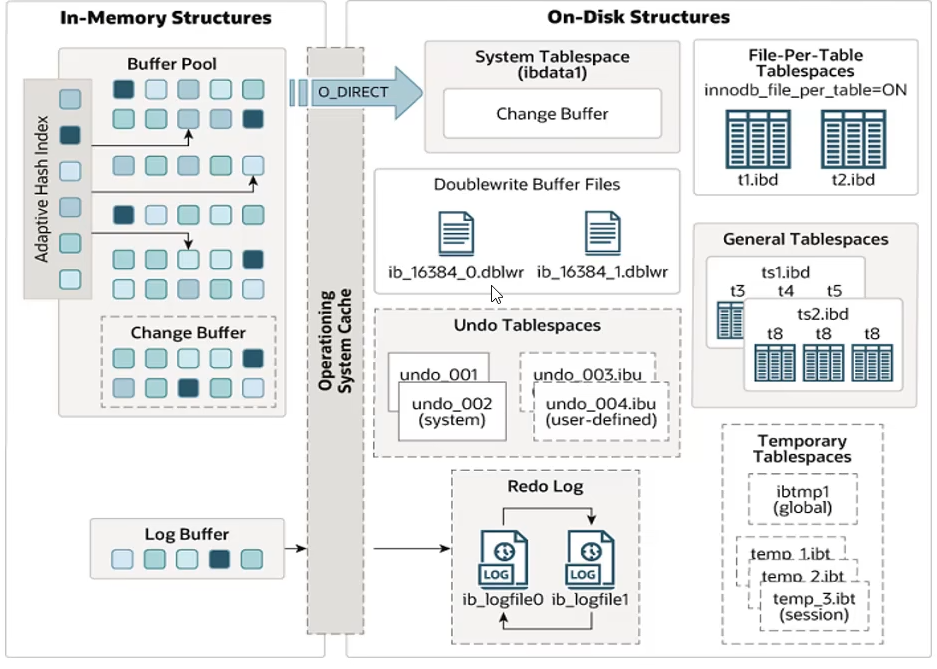 In-Memory Structures
Buffer Pool
Adaptive Hash Index
Change Buffer
Log Buffer
Operationing
System Cache
On-Disk Structures
O_DIRECT
System Tablespace
(ibdata1)
Change Buffer
File-Per-Table
Tablespaces
innodb_file_per_table=ON
t1.ibd
t2.ibd
Doublewrite Buffer Files
ib_16384_0.dblwr
ib_16384_1.dblwr
General Tablespaces
ts1.ibd
t3 t4 t5
ts2.ibd
t8 t8 t8
Undo Tablespaces
undo_001
undo_002
(system)
undo_003.ibu
undo_004.ibu
(user-defined)
Temporary
Tablespaces
ibtmp1
(global)
temp_1.ibt
temp_2.ibt
temp_3.ibt
(session)
Redo Log
LOG
LOG
ib_logfile0
ib_logfile1